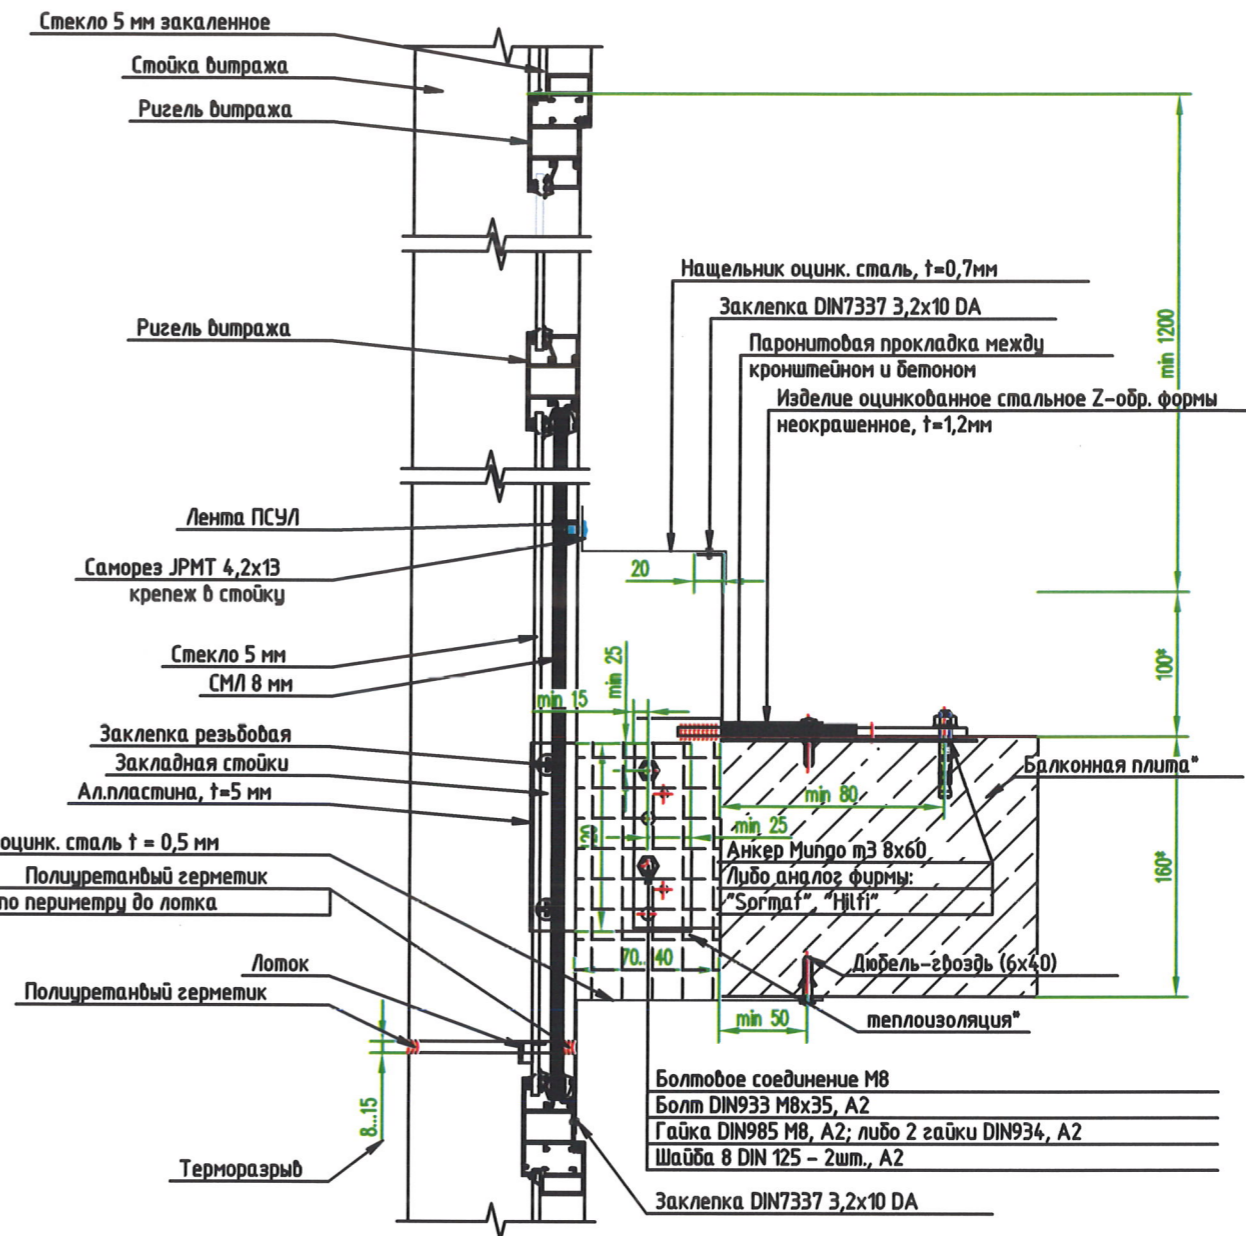 Стекло 5 мм закаленное
Стойка витража
Ригель витража
Нащельник оцинк. сталь, t=0,7мм
Заклепка DIN7337 3,2х10 DA
Ригель витража
Паронитовая прокладка между
кронштейном и бетоном
min 1200
Изделие оцинкованное стальное Z-обр. формы
неокрашенное, t=1,2мм
Лента ПСУЛ
Саморез JPMT 4,2х13
крепеж в стойку
20
Стекло 5 мм
СМЛ 8 мм
min 15
min 25
100*
Заклепка резьбовая
Закладная стойки
Ал.пластина, t=5 мм
Балконная плита*
min 80
120
min 25
оцинк. сталь t = 0,5 мм
Анкер Mungo m3 8х60
Либо аналог фирмы:
"Sormat", "Hilti"
160*
Полиуретанвый герметик
по периметру до лотка
Лоток
70...40
Дюбель-гвоздь (6х40)
Полиуретанвый герметик
min 50
теплоизоляция*
8...15
Болтовое соединение М8
Болт DIN933 М8х35, А2
Гайка DIN985 М8, А2; либо 2 гайки DIN934, А2
Шайба 8 DIN 125 - 2шт., А2
Терморазрыв
Заклепка DIN7337 3,2х10 DA